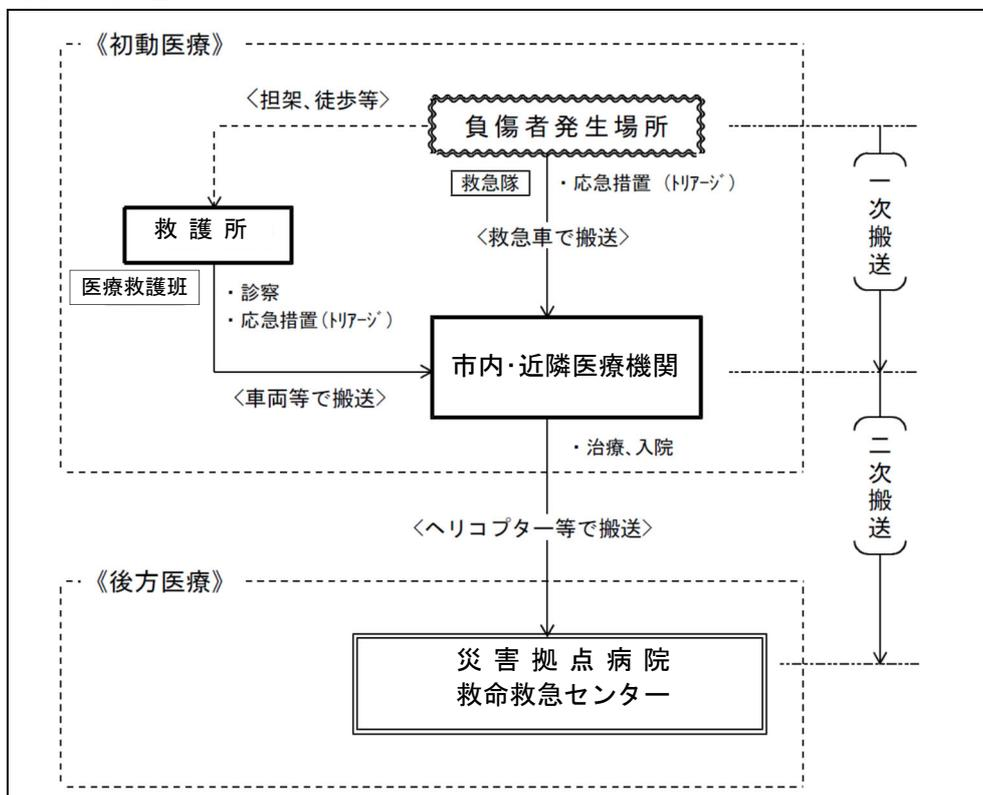 《初動医療》
<担架、徒歩等>
負傷者発生場所
救急隊
・応急措置(トリアージ)
<救急車で搬送>
救護所
医療救護班
・診察
・応急措置(トリアージ)
<車両等で搬送>
市内・近隣医療機関
・治療、入院
<ヘリコプター等で搬送>
《後方医療》
災害拠点病院
救命救急センター
一次搬送
二次搬送